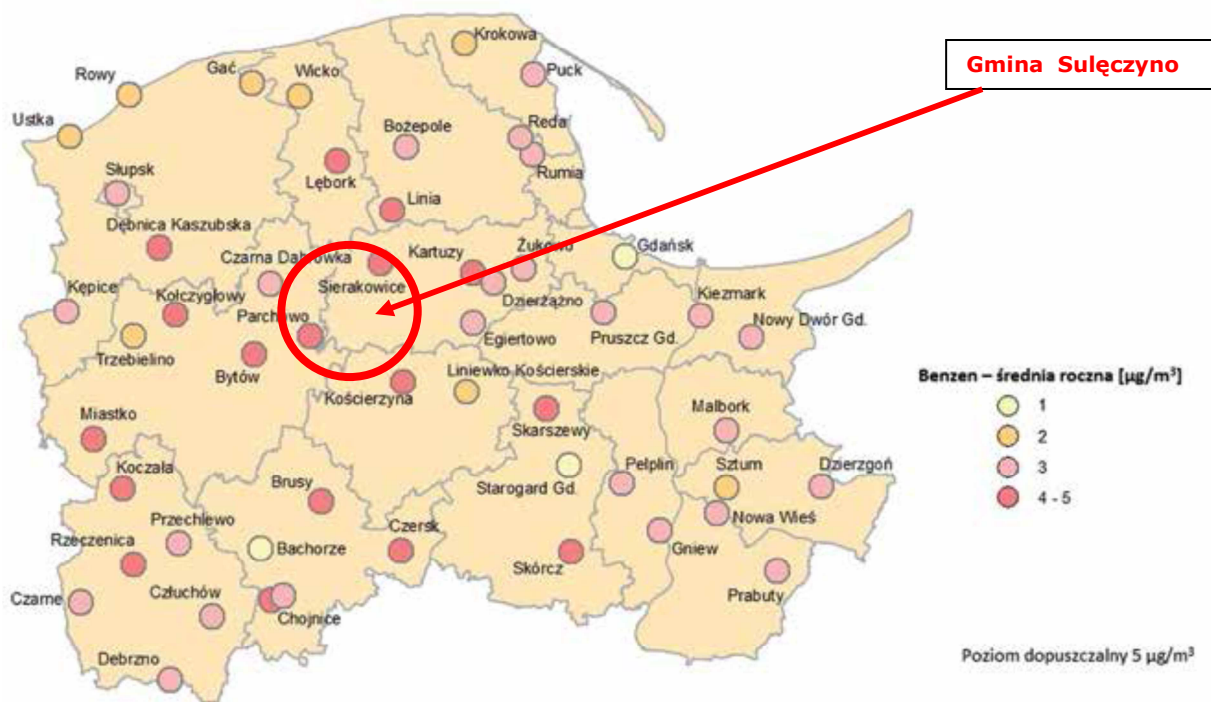 Krokowa
Gmina Sulęczyno
Gać
Wicko
Puck
Rowy
Ustka
Bożepole
Reda
Rumia
Słupsk
Lębork
Linia
Dębnica Kaszubska
Czarna Dąbrówka
Kartuzy
Żukowo
Gdańsk
Sierakowice
Kępice
Kołczygłowy
Dzierżążno
Kiezmark
Parchowo
Egiertowo
Pruszcz Gd.
Nowy Dwór Gd.
Trzebielino
Bytów
Liniewko Kościerskie
Benzen – średnia roczna [µg/m³]
Kościerzyna
1
Miastko
Skarszewy
Malbork
2
Koczała
Pelplin
Sztum
Dzierzgoń
3
Brusy
Starogard Gd.
4 - 5
Przechlewo
Nowa Wieś
Rzeczenica
Bachorze
Czersk
Gniew
Skórcz
Prabuty
Czarne
Człuchów
Chojnice
Debrzno
Poziom dopuszczalny 5 µg/m³